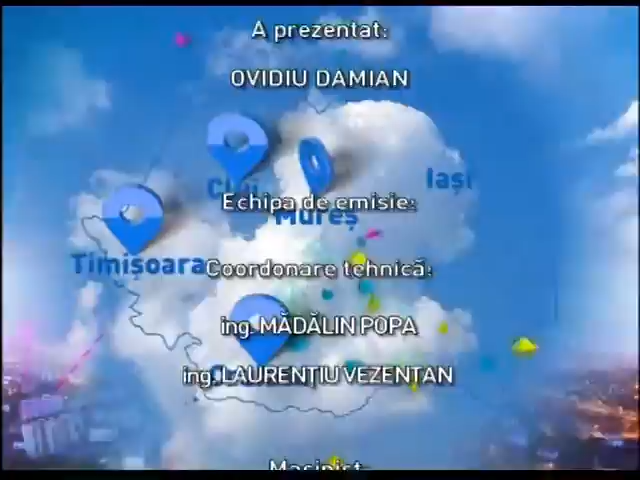 A prezentat:
OVIDIU DAMIAN
Cluj
Iași
Echipa de emisie:
Mureș
Timișoara
Coordonare tehnică:
ing. MĂDĂLIN POPA
ing. LAURENȚIU VEZENTAN